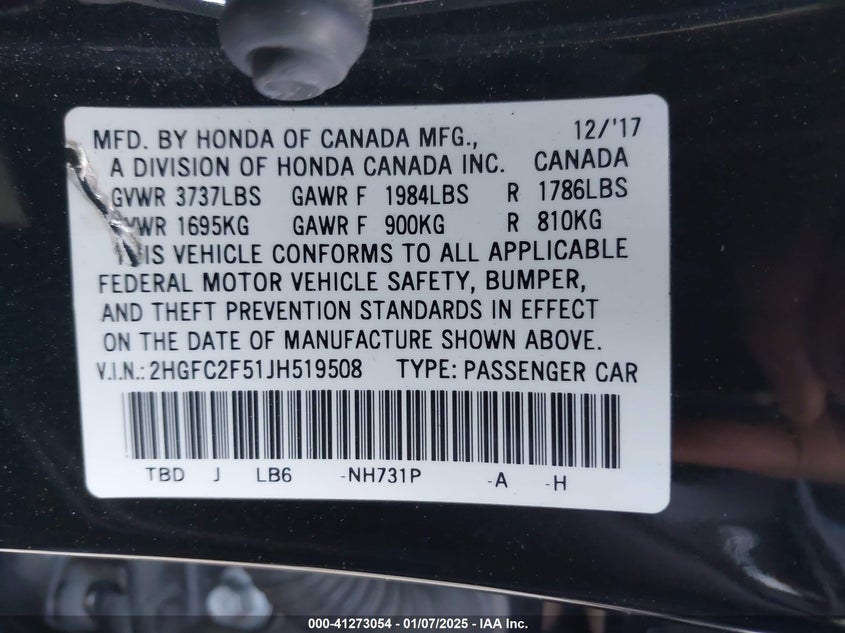 MFD. BY HONDA OF CANADA MFG., 12/'17
A DIVISION OF HONDA CANADA INC. CANADA
GVWR 3737LBS GAWR F 1984LBS R 1786LBS
1695KG GAWR F 900KG R 810KG
VEHICLE CONFORMS TO ALL APPLICABLE
FEDERAL MOTOR VEHICLE SAFETY, BUMPER,
AND THEFT PREVENTION STANDARDS IN EFFECT
ON THE DATE OF MANUFACTURE SHOWN ABOVE.
V.I.N.: 2HGFC2F51JH519508 TYPE: PASSENGER CAR
TBD J LB6 -NH731P -A -H
000-41273054 - 01/07/2025 - IAA Inc.